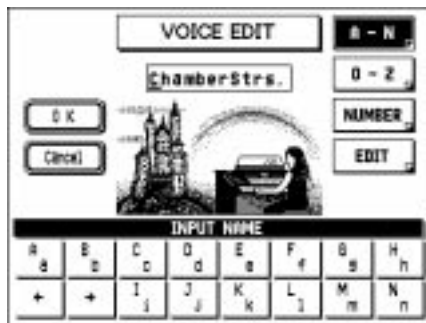 VOICE EDIT
A - N
ChamberStrs.
O - Z
OK
NUMBER
Cancel
EDIT
INPUT NAME
A a B b C c D d E e F f G g H h
← → I i J j K k L l M m N n